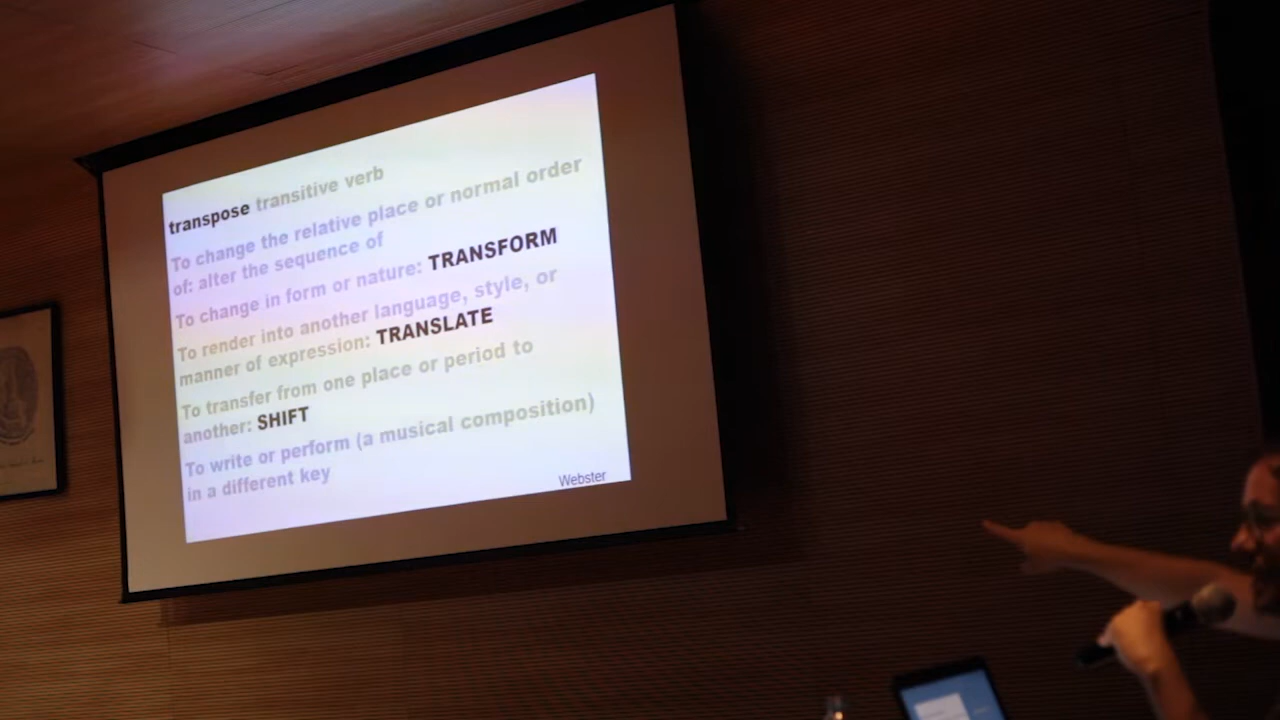 transpose transitive verb
To change the relative place or normal order
of: alter the sequence of
To change in form or nature: TRANSFORM
To render into another language, style, or
manner of expression: TRANSLATE
To transfer from one place or period to
another: SHIFT
To write or perform (a musical composition)
in a different key
Webster